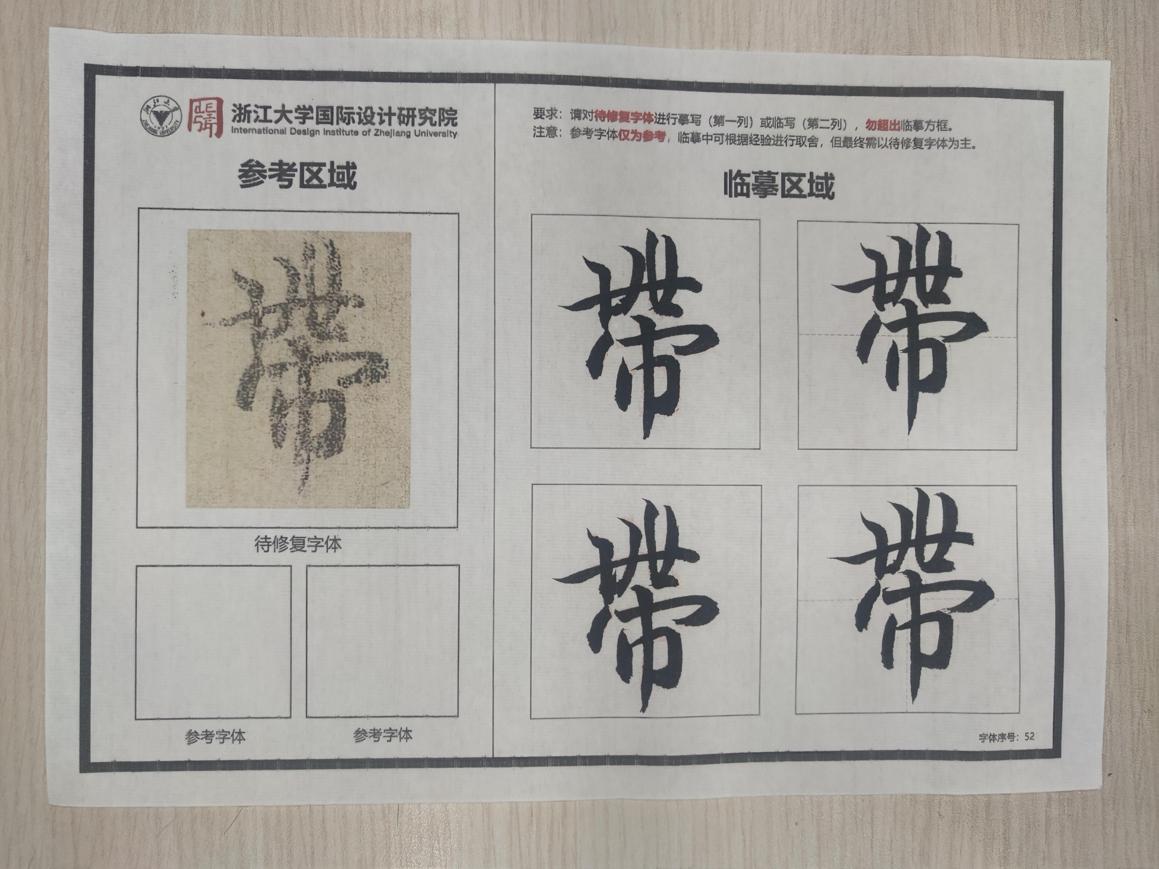 浙江大学国际设计研究院
International Design Institute of Zhejiang University
参考区域
帶
待修复字体
参考字体 参考字体
要求：请对待修复字体进行摹写（第一列）或临写（第二列），勿超出临摹方框。
注意：参考字体仅为参考，临摹中可根据经验进行取舍，但最终需以待修复字体为主。
临摹区域
帶 帶
帶 帶
字体序号：52